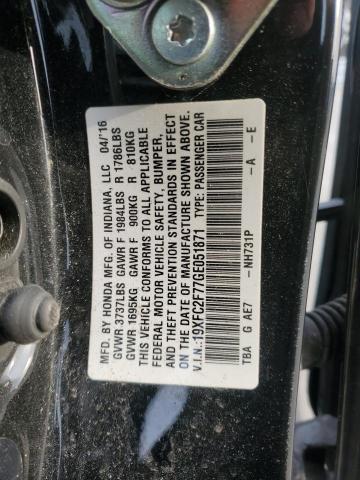 MFD. BY HONDA MFG. OF INDIANA, LLC 04/'16
GVWR 3737LBS GAWR F 1984LBS R 1786LBS
GVWR 1695KG GAWR F 900KG R 810KG
THIS VEHICLE CONFORMS TO ALL APPLICABLE
FEDERAL MOTOR VEHICLE SAFETY, BUMPER,
AND THEFT PREVENTION STANDARDS IN EFFECT
ON THE DATE OF MANUFACTURE SHOWN ABOVE.
V.I.N.:19XFC2F77GE051871 TYPE: PASSENGER CAR
TBA G AE7 –NH731P –A –E